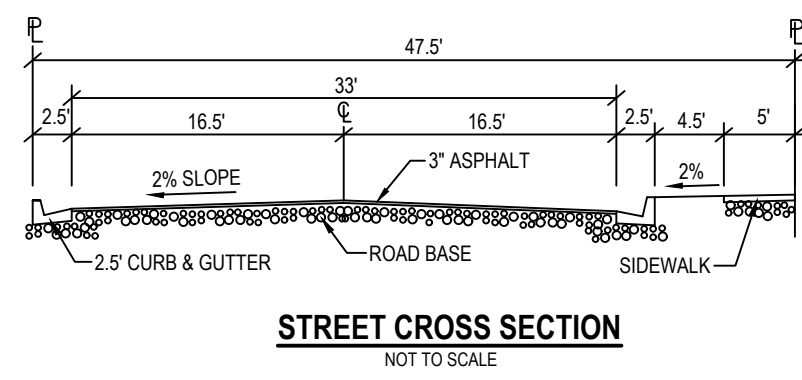 PL PL
47.5'
33'
2.5' 16.5' CL 16.5' 2.5' 4.5' 5'
3" ASPHALT
2% SLOPE 2%
ROAD BASE
2.5' CURB & GUTTER SIDEWALK
STREET CROSS SECTION
NOT TO SCALE